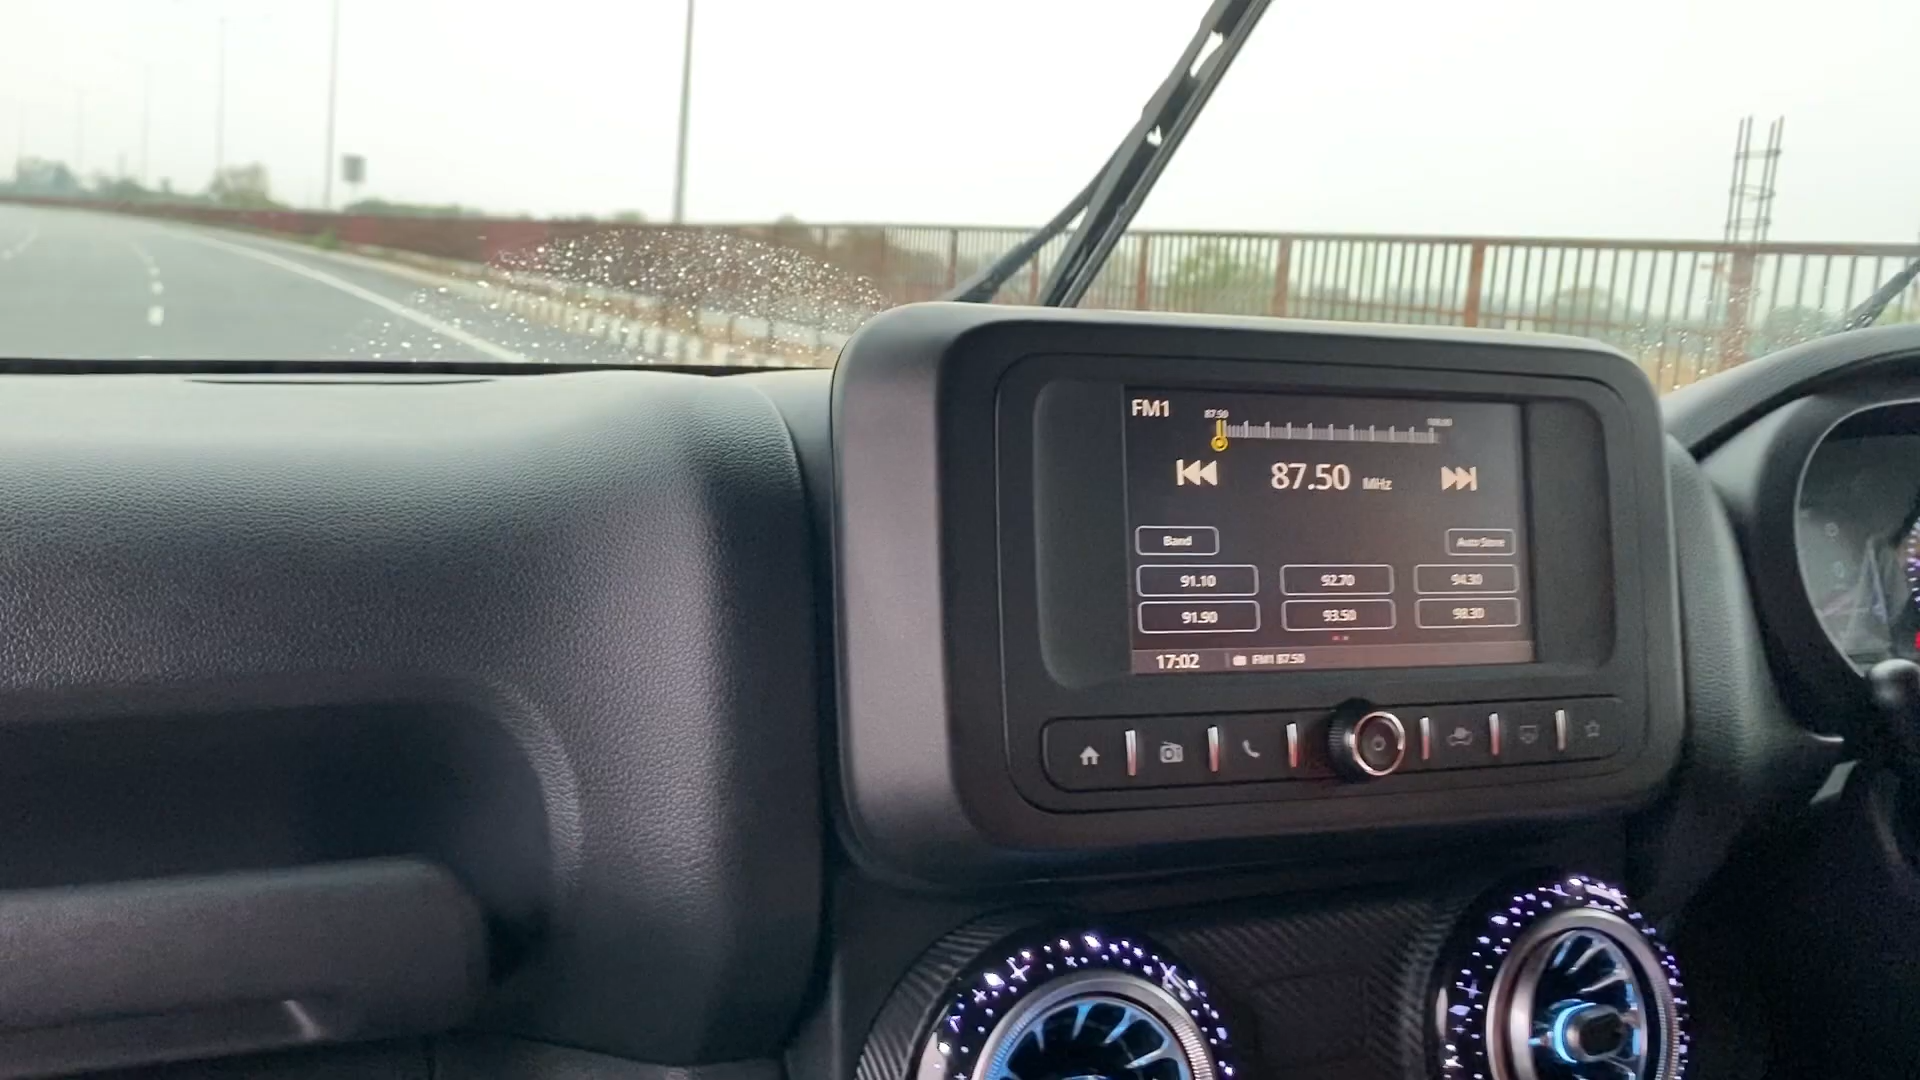 FM1
87.50 108.00
87.50 MHz
Band Auto Store
91.10 92.70 94.30
91.90 93.50 98.30
17:02 FM1 87.50